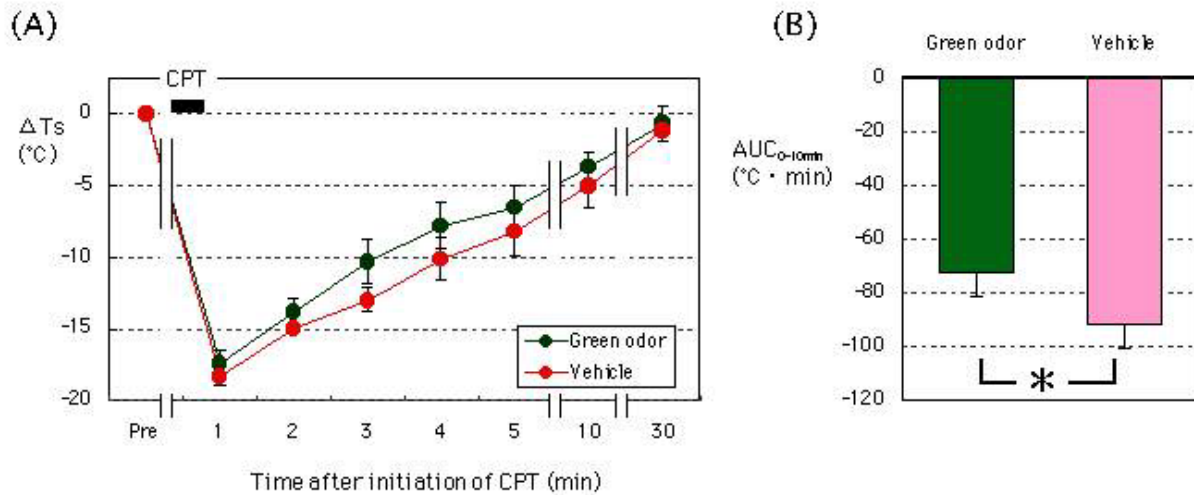 (A)
CPT
ΔTs
(°C)
0
-5
-10
-15
-20
Green odor
Vehicle
Pre 1 2 3 4 5 10 30
Time after initiation of CPT (min)
(B)
Green odor Vehicle
AUC₀₋₁₀min
(°C・min)
0
-20
-40
-60
-80
-100
-120
*